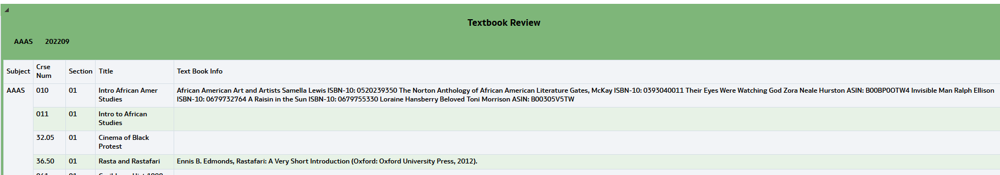 Textbook Review
AAAS 202209
Subject Crse Num Section Title Text Book Info
AAAS 010 01 Intro African Amer Studies African American Art and Artists Samella Lewis ISBN-10: 0520239350 The Norton Anthology of African American Literature Gates, McKay ISBN-10: 0393040011 Their Eyes Were Watching God Zora Neale Hurston ASIN: B00BP0OTW4 Invisible Man Ralph Ellison
ISBN-10: 0679732764 A Raisin in the Sun ISBN-10: 0679755330 Loraine Hansberry Beloved Toni Morrison ASIN: B00305V5TW
011 01 Intro to African Studies
32.05 01 Cinema of Black Protest
36.50 01 Rasta and Rastafari Ennis B. Edmonds, Rastafari: A Very Short Introduction (Oxford: Oxford University Press, 2012).